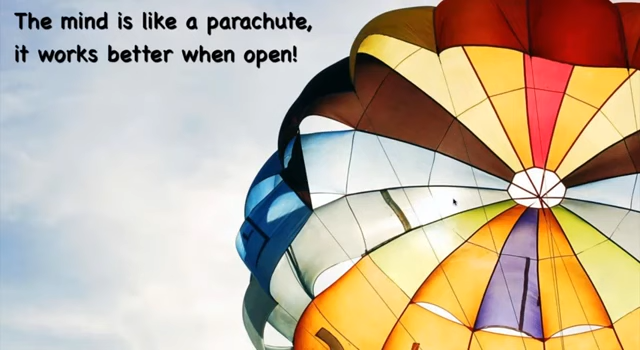 The mind is like a parachute,
it works better when open!